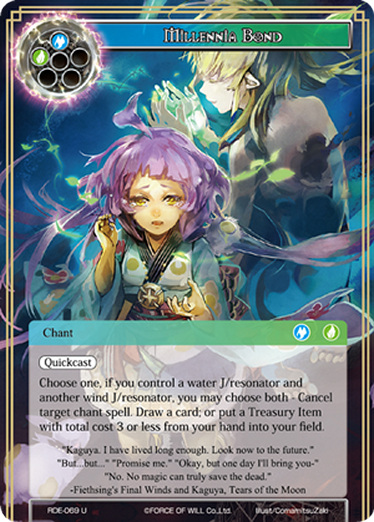 Millennia Bond
Chant
Quickcast
Choose one, if you control a water J/resonator and
another wind J/resonator, you may choose both - Cancel
target chant spell. Draw a card; or put a Treasury Item
with total cost 3 or less from your hand into your field.
"Kaguya. I have lived long enough. Look now to the future."
"But...but..." "Promise me." "Okay, but one day I'll bring you-"
"No. No magic can truly save the dead."
-Fiethsing's Final Winds and Kaguya, Tears of the Moon
RDE-069 U ©FORCE OF WILL Co.,Ltd. Illust/ComamitsuZaki